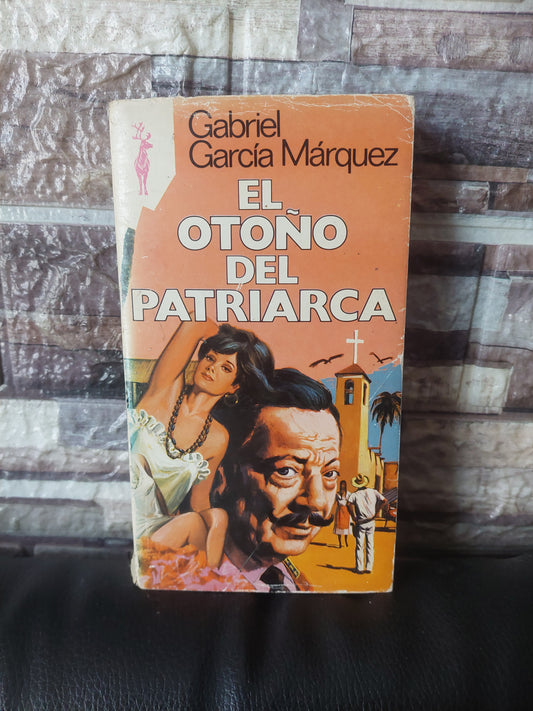 Gabriel
García Márquez
EL
OTOÑO
DEL
PATRIARCA